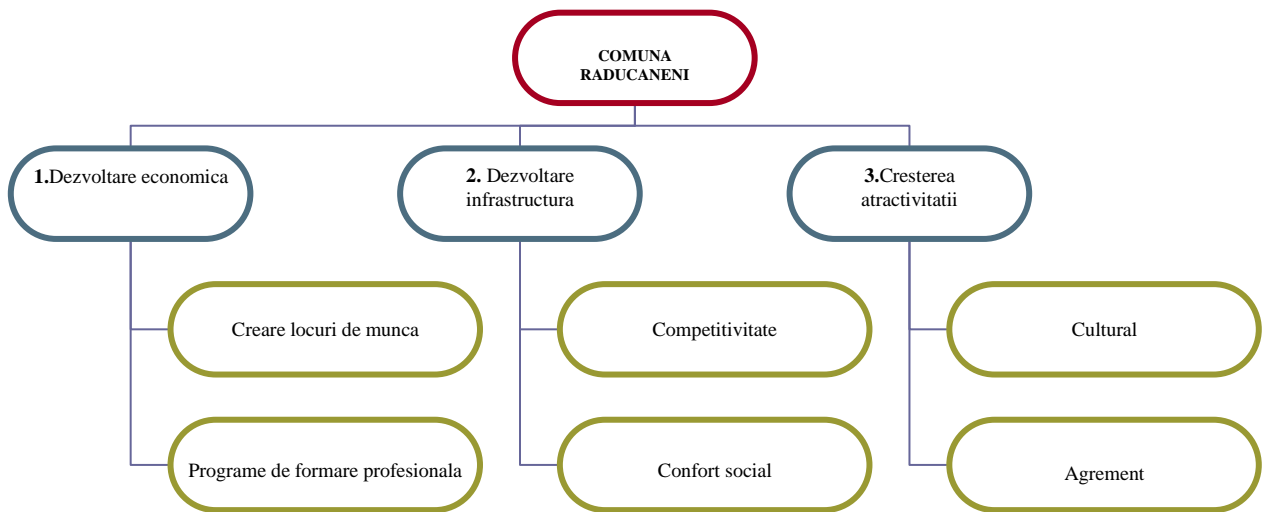 COMUNA
RADUCANENI
1.Dezvoltare economica
2. Dezvoltare
infrastructura
3.Cresterea
atractivitatii
Creare locuri de munca
Competitivitate
Cultural
Programe de formare profesionala
Confort social
Agrement